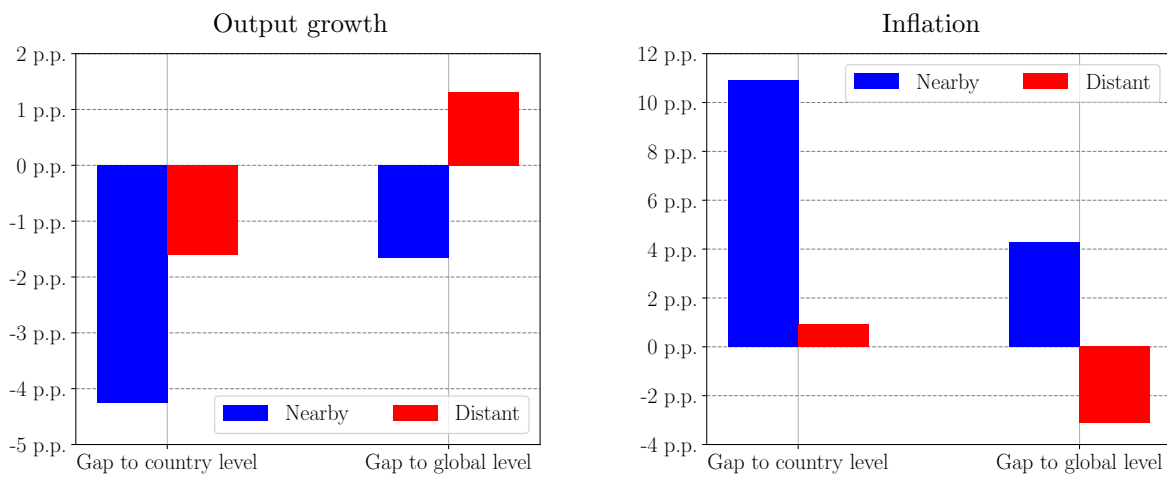 Output growth
2 p.p.
1 p.p.
0 p.p.
-1 p.p.
-2 p.p.
-3 p.p.
-4 p.p.
-5 p.p.
Nearby Distant
Gap to country level Gap to global level
Inflation
12 p.p.
10 p.p.
8 p.p.
6 p.p.
4 p.p.
2 p.p.
0 p.p.
-2 p.p.
-4 p.p.
Nearby Distant
Gap to country level Gap to global level